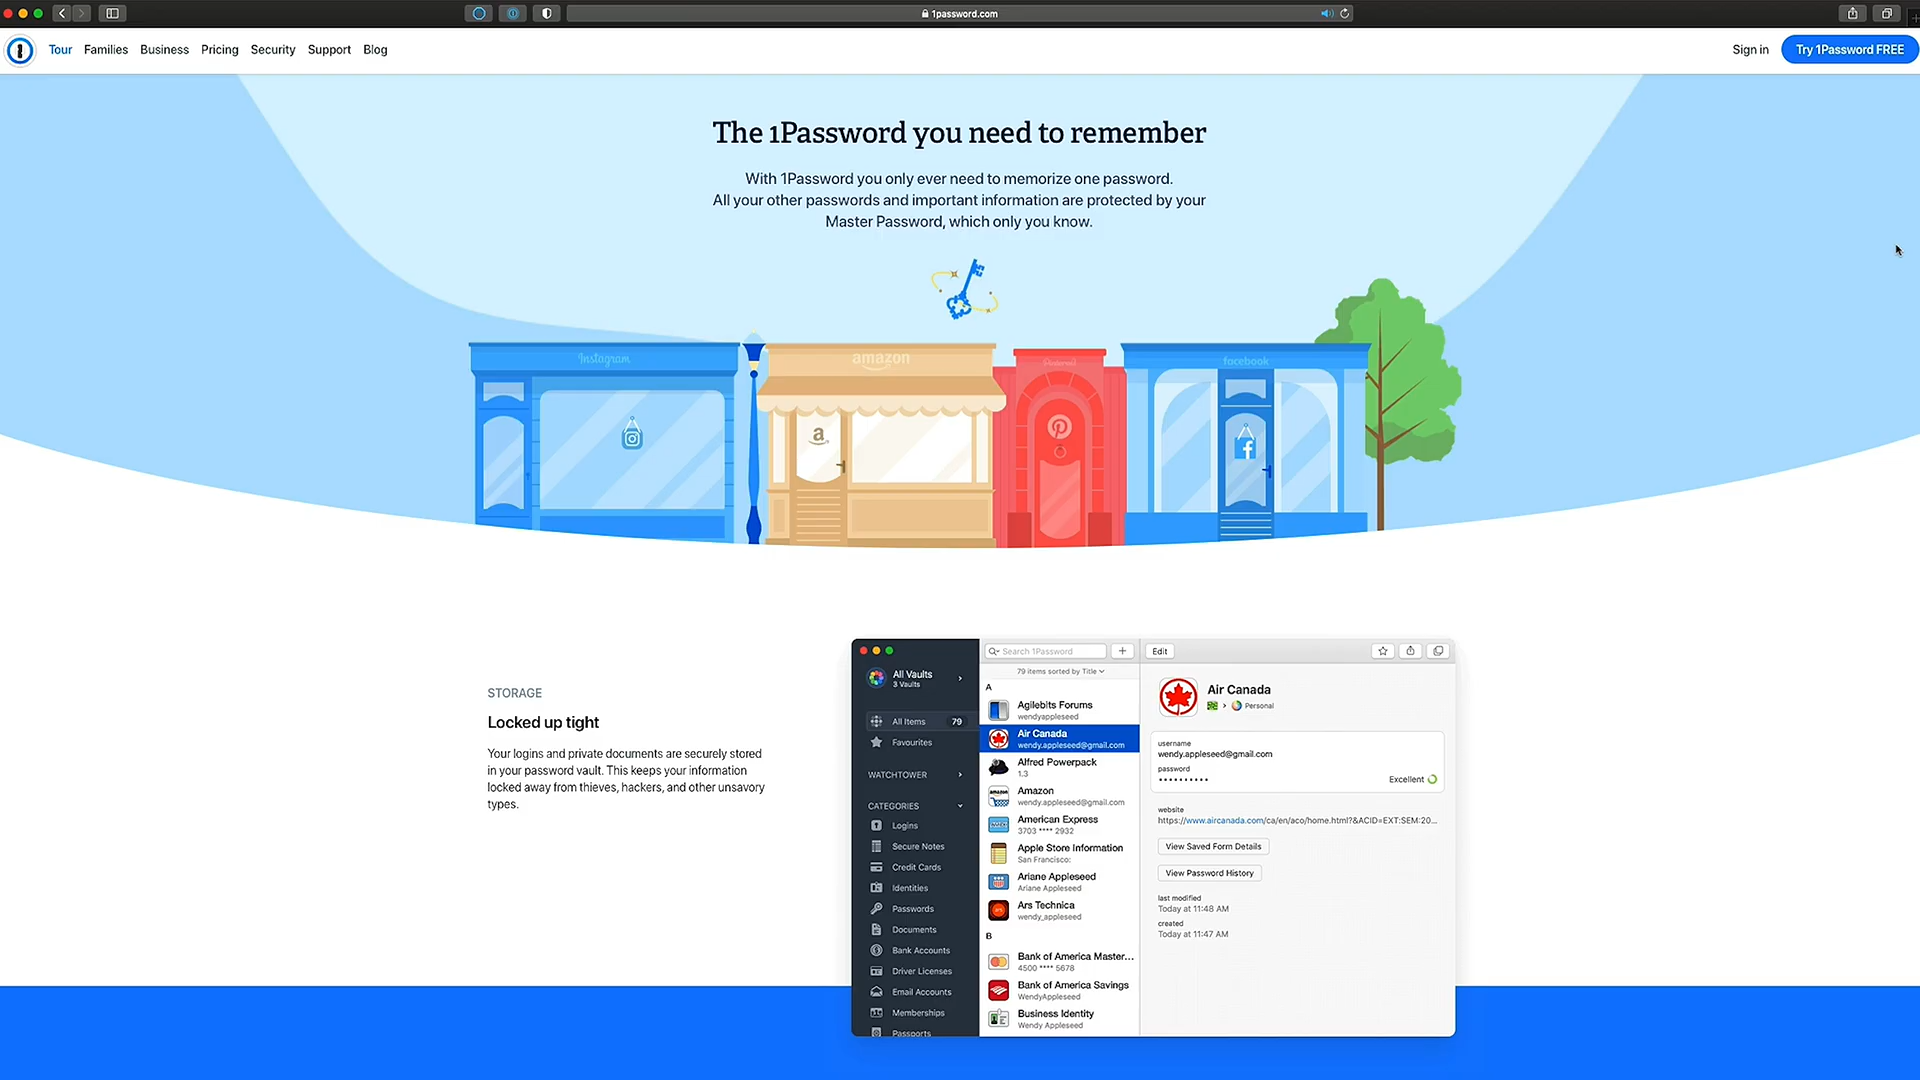 1password.com
Tour Families Business Pricing Security Support Blog
Sign in
Try 1Password FREE
The 1Password you need to remember
With 1Password you only ever need to memorize one password.
All your other passwords and important information are protected by your
Master Password, which only you know.
Instagram
amazon
Pinterest
facebook
a
STORAGE
Locked up tight
Your logins and private documents are securely stored
in your password vault. This keeps your information
locked away from thieves, hackers, and other unsavory
types.
All Vaults
3 Vaults
All Items 79
Favourites
WATCHTOWER
CATEGORIES
Logins
Secure Notes
Credit Cards
Identities
Passwords
Documents
Bank Accounts
Driver Licenses
Email Accounts
Memberships
Passports
Search 1Password
79 items sorted by Title
A
Agilebits Forums
wendyappleseed
Air Canada
wendy.appleseed@gmail.com
Alfred Powerpack
1.3
Amazon
wendy.appleseed@gmail.com
American Express
3703 **** 2932
Apple Store Information
San Francisco:
Ariane Appleseed
Ariane Appleseed
Ars Technica
wendy_appleseed
B
Bank of America Master...
4500 **** 5678
Bank of America Savings
WendyAppleseed
Business Identity
Wendy Appleseed
Edit
Air Canada
Personal
username
wendy.appleseed@gmail.com
password
••••••••••
Excellent
website
https://www.aircanada.com/ca/en/aco/home.html?&ACID=EXT:SEM:20...
View Saved Form Details
View Password History
last modified
Today at 11:48 AM
created
Today at 11:47 AM